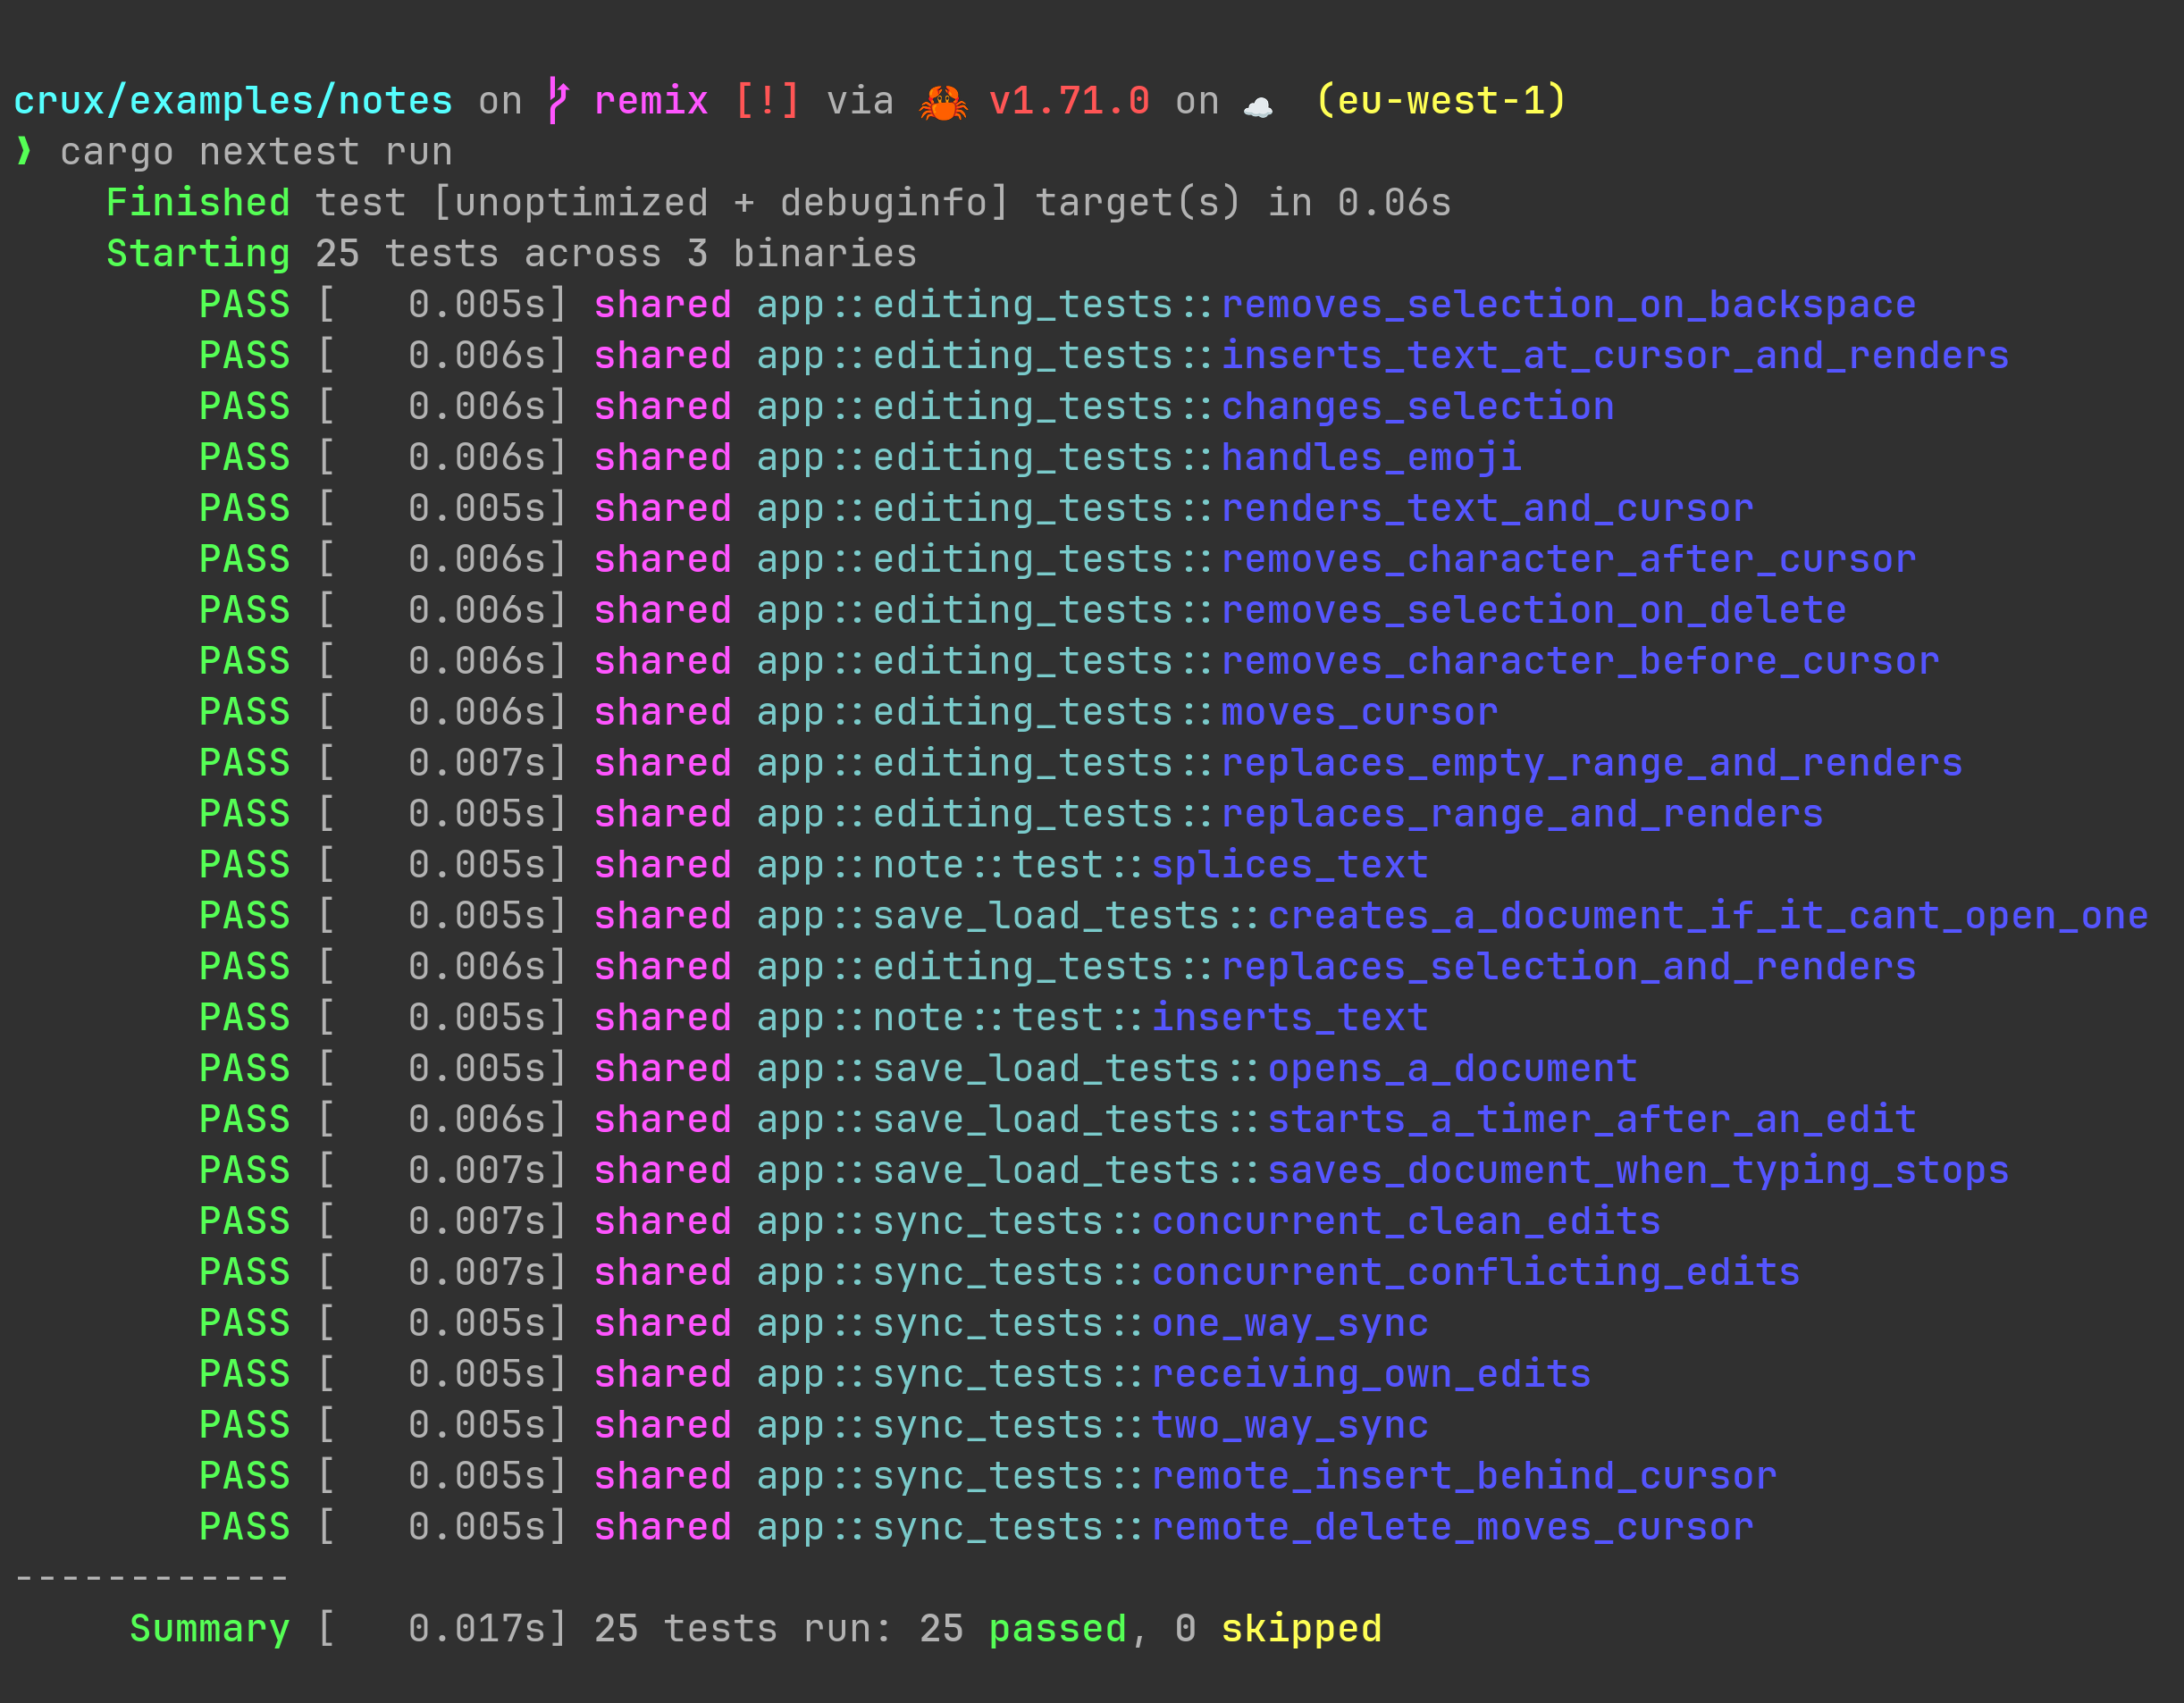 crux/examples/notes on remix [!] via 🦀 v1.71.0 on ☁️ (eu-west-1)
❯ cargo nextest run
    Finished test [unoptimized + debuginfo] target(s) in 0.06s
    Starting 25 tests across 3 binaries
        PASS [   0.005s] shared app::editing_tests::removes_selection_on_backspace
        PASS [   0.006s] shared app::editing_tests::inserts_text_at_cursor_and_renders
        PASS [   0.006s] shared app::editing_tests::changes_selection
        PASS [   0.006s] shared app::editing_tests::handles_emoji
        PASS [   0.005s] shared app::editing_tests::renders_text_and_cursor
        PASS [   0.006s] shared app::editing_tests::removes_character_after_cursor
        PASS [   0.006s] shared app::editing_tests::removes_selection_on_delete
        PASS [   0.006s] shared app::editing_tests::removes_character_before_cursor
        PASS [   0.006s] shared app::editing_tests::moves_cursor
        PASS [   0.007s] shared app::editing_tests::replaces_empty_range_and_renders
        PASS [   0.005s] shared app::editing_tests::replaces_range_and_renders
        PASS [   0.005s] shared app::note::test::splices_text
        PASS [   0.005s] shared app::save_load_tests::creates_a_document_if_it_cant_open_one
        PASS [   0.006s] shared app::editing_tests::replaces_selection_and_renders
        PASS [   0.005s] shared app::note::test::inserts_text
        PASS [   0.005s] shared app::save_load_tests::opens_a_document
        PASS [   0.006s] shared app::save_load_tests::starts_a_timer_after_an_edit
        PASS [   0.007s] shared app::save_load_tests::saves_document_when_typing_stops
        PASS [   0.007s] shared app::sync_tests::concurrent_clean_edits
        PASS [   0.007s] shared app::sync_tests::concurrent_conflicting_edits
        PASS [   0.005s] shared app::sync_tests::one_way_sync
        PASS [   0.005s] shared app::sync_tests::receiving_own_edits
        PASS [   0.005s] shared app::sync_tests::two_way_sync
        PASS [   0.005s] shared app::sync_tests::remote_insert_behind_cursor
        PASS [   0.005s] shared app::sync_tests::remote_delete_moves_cursor
------------
     Summary [   0.017s] 25 tests run: 25 passed, 0 skipped